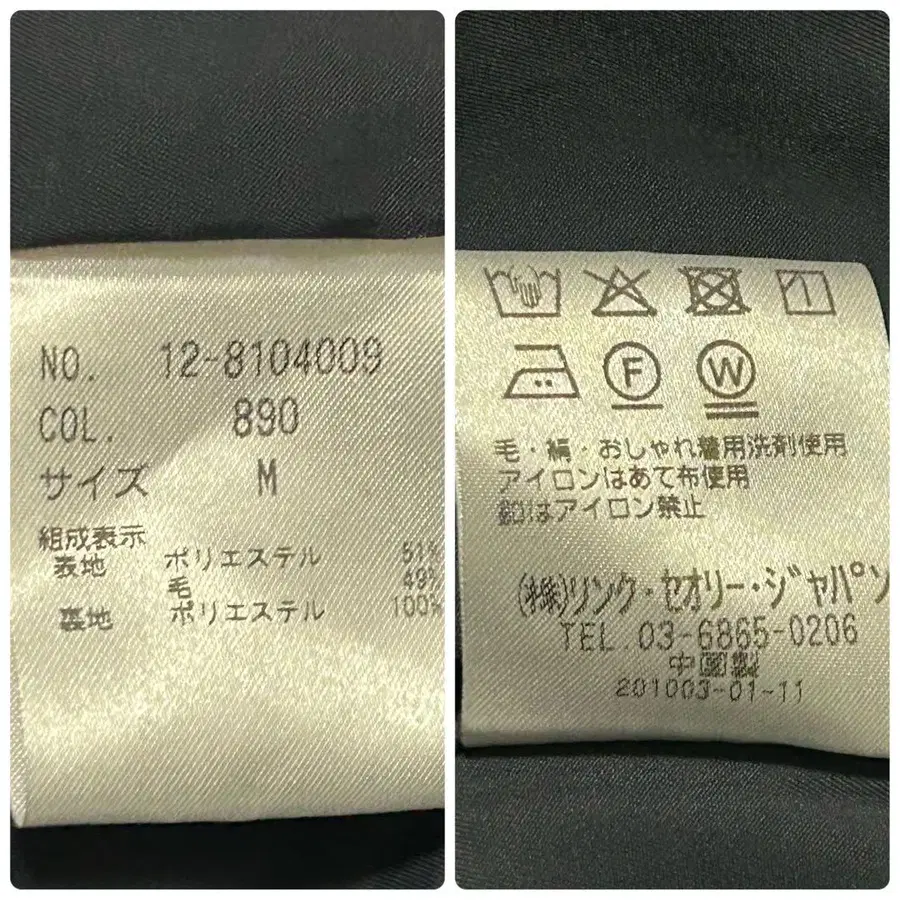 NO. 12-8104009
COL. 890
サイズ M
組成表示
表地 ポリエステル 51%
毛 49%
裏地 ポリエステル 100%
F W
毛・絹・おしゃれ着用洗剤使用
アイロンはあて布使用
釦はアイロン禁止
(株)リンク・セオリー・ジャパン
TEL.03-6865-0206
中国製
201003-01-11